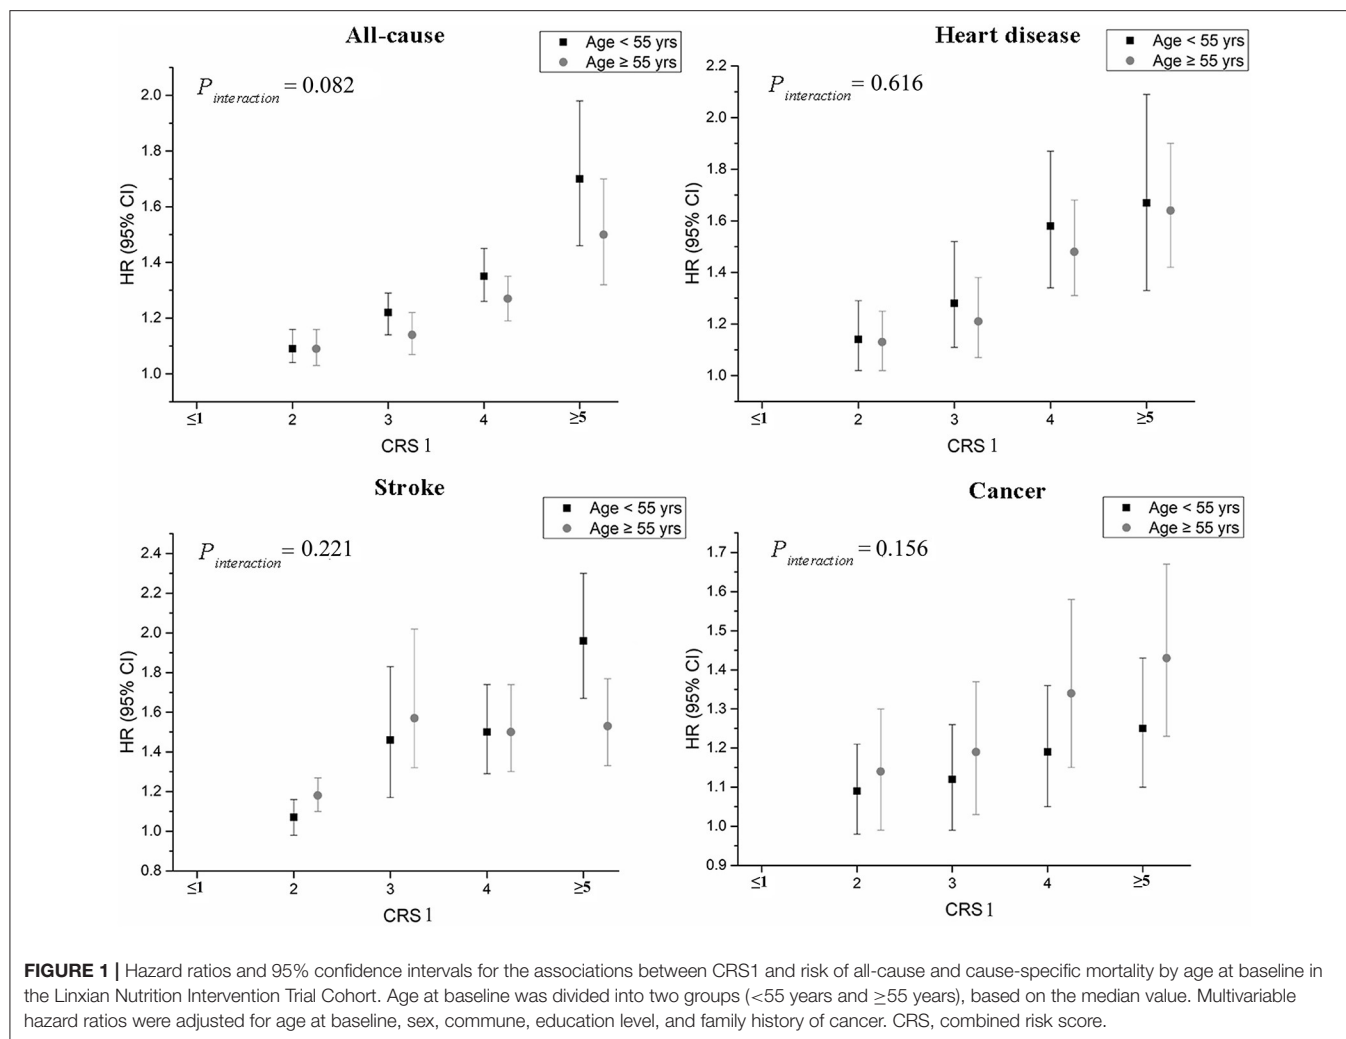 All-cause
Age < 55 yrs
Age ≥ 55 yrs
P interaction = 0.082
HR (95% CI)
2.0
1.8
1.6
1.4
1.2
1.0
≤1 2 3 4 ≥5
CRS 1
Heart disease
Age < 55 yrs
Age ≥ 55 yrs
P interaction = 0.616
HR (95% CI)
2.2
2.0
1.8
1.6
1.4
1.2
1.0
≤1 2 3 4 ≥5
CRS 1
Stroke
Age < 55 yrs
Age ≥ 55 yrs
P interaction = 0.221
HR (95% CI)
2.4
2.2
2.0
1.8
1.6
1.4
1.2
1.0
0.8
≤1 2 3 4 ≥5
CRS 1
Cancer
Age < 55 yrs
Age ≥ 55 yrs
P interaction = 0.156
HR (95% CI)
1.7
1.6
1.5
1.4
1.3
1.2
1.1
1.0
0.9
≤1 2 3 4 ≥5
CRS 1
FIGURE 1 | Hazard ratios and 95% confidence intervals for the associations between CRS1 and risk of all-cause and cause-specific mortality by age at baseline in
the Linxian Nutrition Intervention Trial Cohort. Age at baseline was divided into two groups (<55 years and ≥55 years), based on the median value. Multivariable
hazard ratios were adjusted for age at baseline, sex, commune, education level, and family history of cancer. CRS, combined risk score.